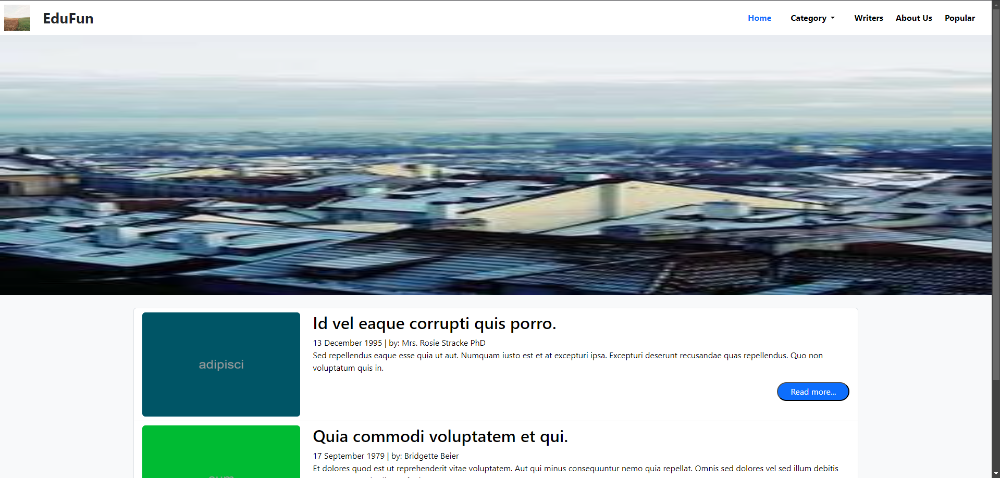 EduFun
Home Category Writers About Us Popular
adipisci
Id vel eaque corrupti quis porro.
13 December 1995 | by: Mrs. Rosie Stracke PhD
Sed repellendus eaque esse quia ut aut. Numquam iusto est et at excepturi ipsa. Excepturi deserunt recusandae quas repellendus. Quo non
voluptatum quis in.
Read more...
Quia commodi voluptatem et qui.
17 September 1979 | by: Bridgette Beier
Et dolores quod est ut reprehenderit vitae voluptatem. Aut qui minus consequuntur nemo quia repellat. Omnis sed dolores vel sed illum debitis